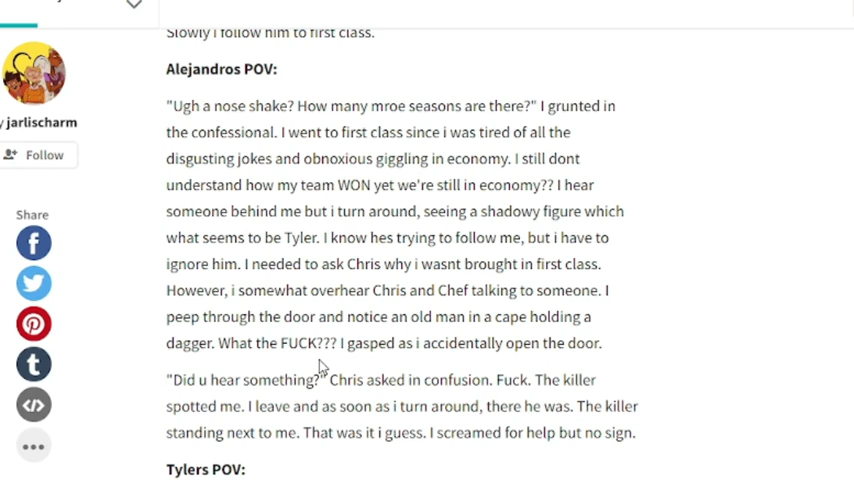 Slowly i follow him to first class.
Alejandros POV:
"Ugh a nose shake? How many mroe seasons are there?" I grunted in
the confessional. I went to first class since i was tired of all the
disgusting jokes and obnoxious giggling in economy. I still dont
understand how my team WON yet we're still in economy?? I hear
someone behind me but i turn around, seeing a shadowy figure which
what seems to be Tyler. I know hes trying to follow me, but i have to
ignore him. I needed to ask Chris why i wasnt brought in first class.
However, i somewhat overhear Chris and Chef talking to someone. I
peep through the door and notice an old man in a cape holding a
dagger. What the FUCK??? I gasped as i accidentally open the door.
"Did u hear something?" Chris asked in confusion. Fuck. The killer
spotted me. I leave and as soon as i turn around, there he was. The killer
standing next to me. That was it i guess. I screamed for help but no sign.
Tylers POV:
y jarlischarm
Follow
Share